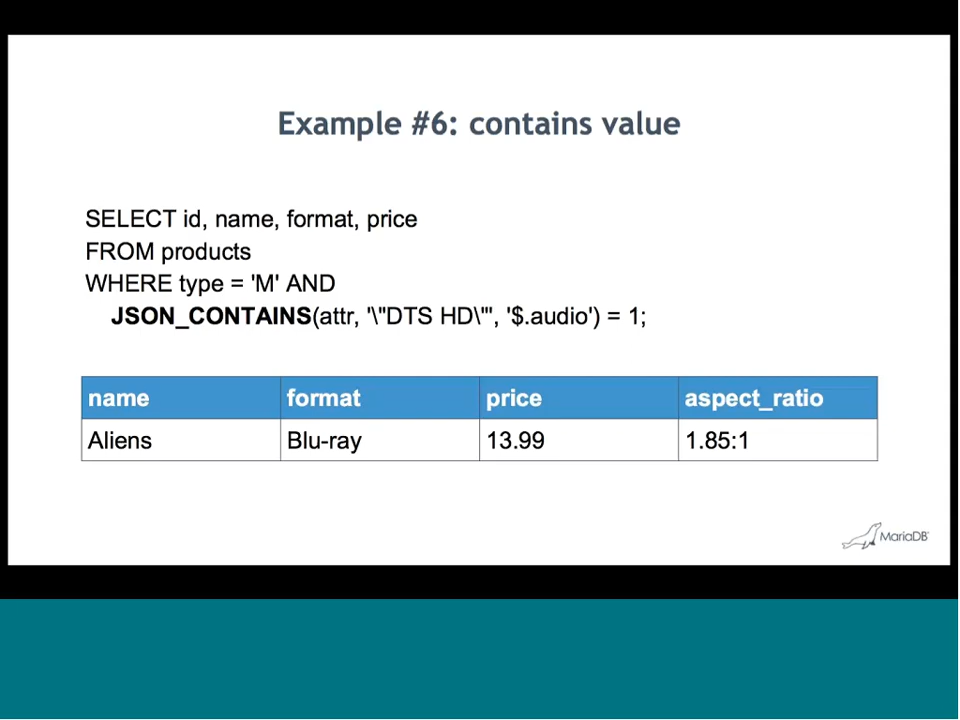 Example #6: contains value
SELECT id, name, format, price
FROM products
WHERE type = 'M' AND
JSON_CONTAINS(attr, '\"DTS HD\"', '$.audio') = 1;
name format price aspect_ratio
Aliens Blu-ray 13.99 1.85:1
MariaDB